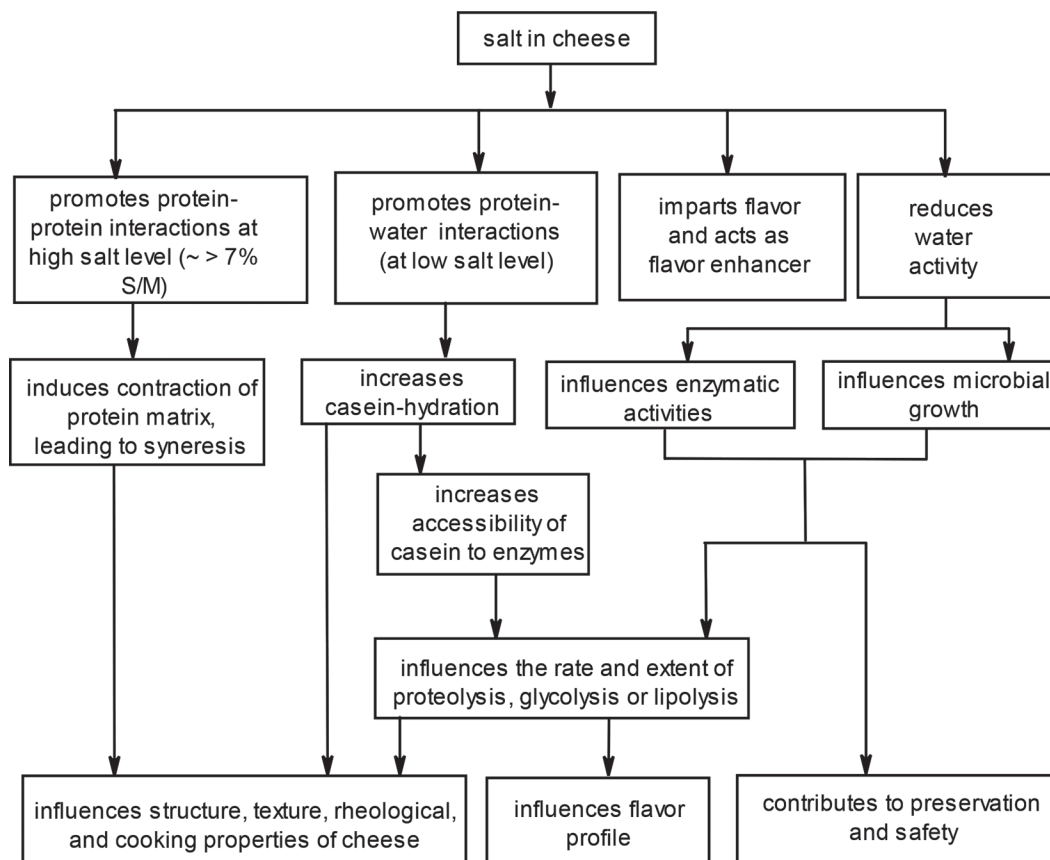 salt in cheese
promotes protein-
protein interactions at
high salt level (~ > 7%
S/M)
promotes protein-
water interactions
(at low salt level)
imparts flavor
and acts as
flavor enhancer
reduces
water
activity
induces contraction of
protein matrix,
leading to syneresis
increases
casein-hydration
influences enzymatic
activities
influences microbial
growth
increases
accessibility of
casein to enzymes
influences the rate and extent of
proteolysis, glycolysis or lipolysis
influences structure, texture, rheological,
and cooking properties of cheese
influences flavor
profile
contributes to preservation
and safety